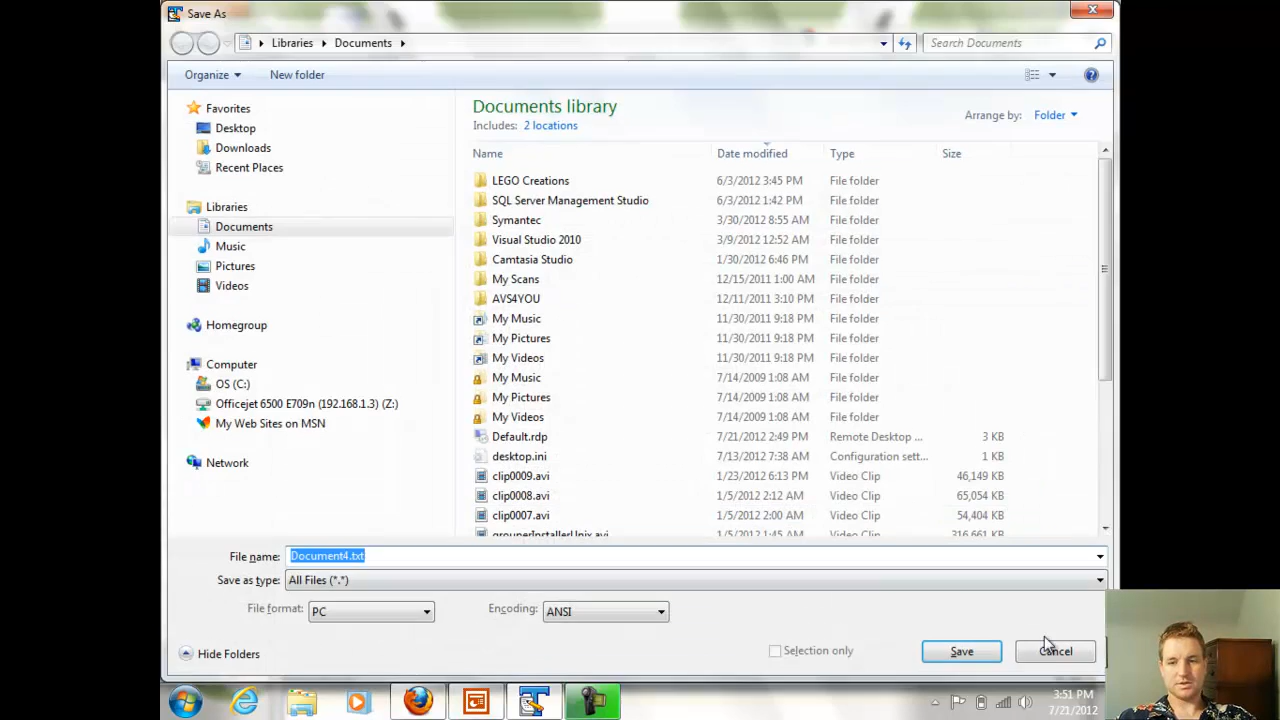 Save As
Libraries Documents
Search Documents
Organize New folder
Favorites
Desktop
Downloads
Recent Places
Libraries
Documents
Music
Pictures
Videos
Homegroup
Computer
OS (C:)
Officejet 6500 E709n (192.168.1.3) (Z:)
My Web Sites on MSN
Network
Documents library
Includes: 2 locations
Arrange by: Folder
Name Date modified Type Size
LEGO Creations 6/3/2012 3:45 PM File folder
SQL Server Management Studio 6/3/2012 1:42 PM File folder
Symantec 3/30/2012 8:55 AM File folder
Visual Studio 2010 3/9/2012 12:52 AM File folder
Camtasia Studio 1/30/2012 6:46 PM File folder
My Scans 12/15/2011 1:00 AM File folder
AVS4YOU 12/11/2011 3:10 PM File folder
My Music 11/30/2011 9:18 PM File folder
My Pictures 11/30/2011 9:18 PM File folder
My Videos 11/30/2011 9:18 PM File folder
My Music 7/14/2009 1:08 AM File folder
My Pictures 7/14/2009 1:08 AM File folder
My Videos 7/14/2009 1:08 AM File folder
Default.rdp 7/21/2012 2:49 PM Remote Desktop ... 3 KB
desktop.ini 7/13/2012 7:38 AM Configuration sett... 1 KB
clip0009.avi 1/23/2012 6:13 PM Video Clip 46,149 KB
clip0008.avi 1/5/2012 2:12 AM Video Clip 65,054 KB
clip0007.avi 1/5/2012 2:00 AM Video Clip 54,404 KB
grouperInstallerUnix.avi 1/5/2012 1:45 AM Video Clip 316,661 KB
File name: Document4.txt
Save as type: All Files (*.*)
File format: PC Encoding: ANSI
Hide Folders Selection only Save Cancel
3:51 PM
7/21/2012